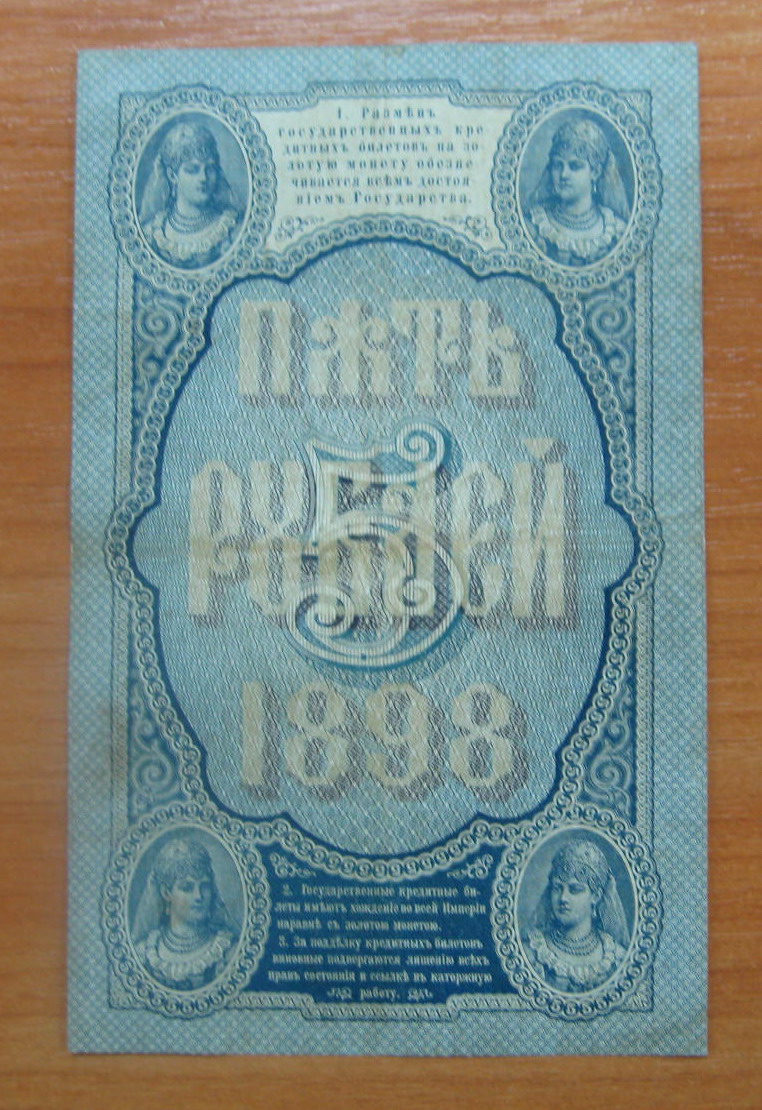 1. Размѣнъ
государственныхъ кре
дитныхъ билетовъ на зо
лотую монету обезпе
чивается всѣмъ достоя
ніемъ Государства.
ПѦТЬ
РУБЛЕЙ
5
1898
2. Государственные кредитные би-
леты имѣютъ хожденіе во всей Имперіи
наравнѣ съ золотою монетою.
3. За поддѣлку кредитныхъ билетовъ
виновные подвергаются лишенію всѣхъ
правъ состоянія и ссылкѣ въ каторжную
работу.